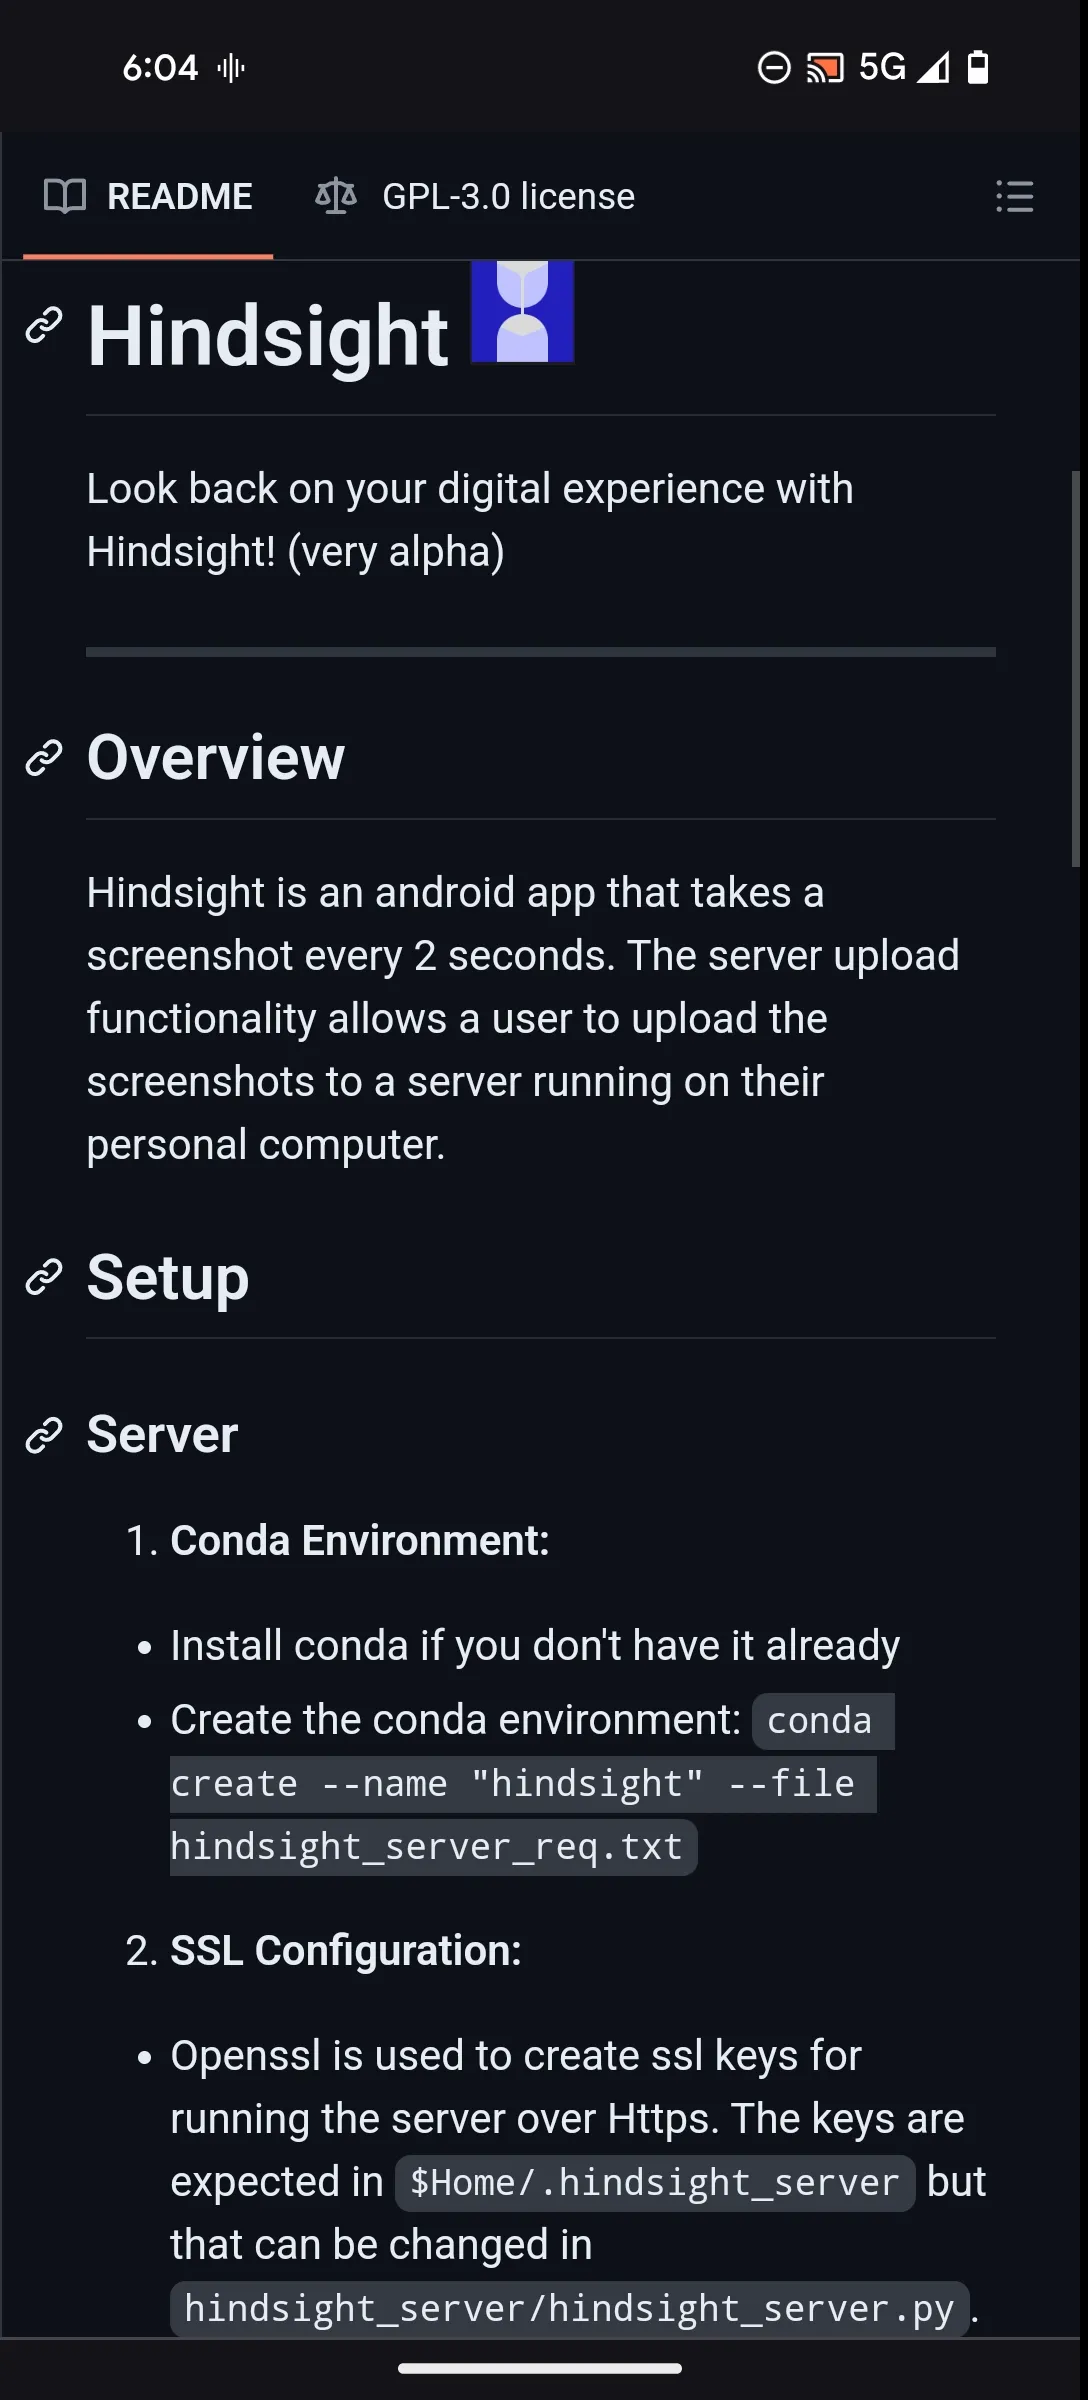 6:04
5G
README
GPL-3.0 license
Hindsight
Look back on your digital experience with
Hindsight! (very alpha)
Overview
Hindsight is an android app that takes a
screenshot every 2 seconds. The server upload
functionality allows a user to upload the
screenshots to a server running on their
personal computer.
Setup
Server
1. Conda Environment:
• Install conda if you don't have it already
• Create the conda environment: conda
create --name "hindsight" --file
hindsight_server_req.txt
2. SSL Configuration:
• Openssl is used to create ssl keys for
running the server over Https. The keys are
expected in $Home/.hindsight_server but
that can be changed in
hindsight_server/hindsight_server.py.